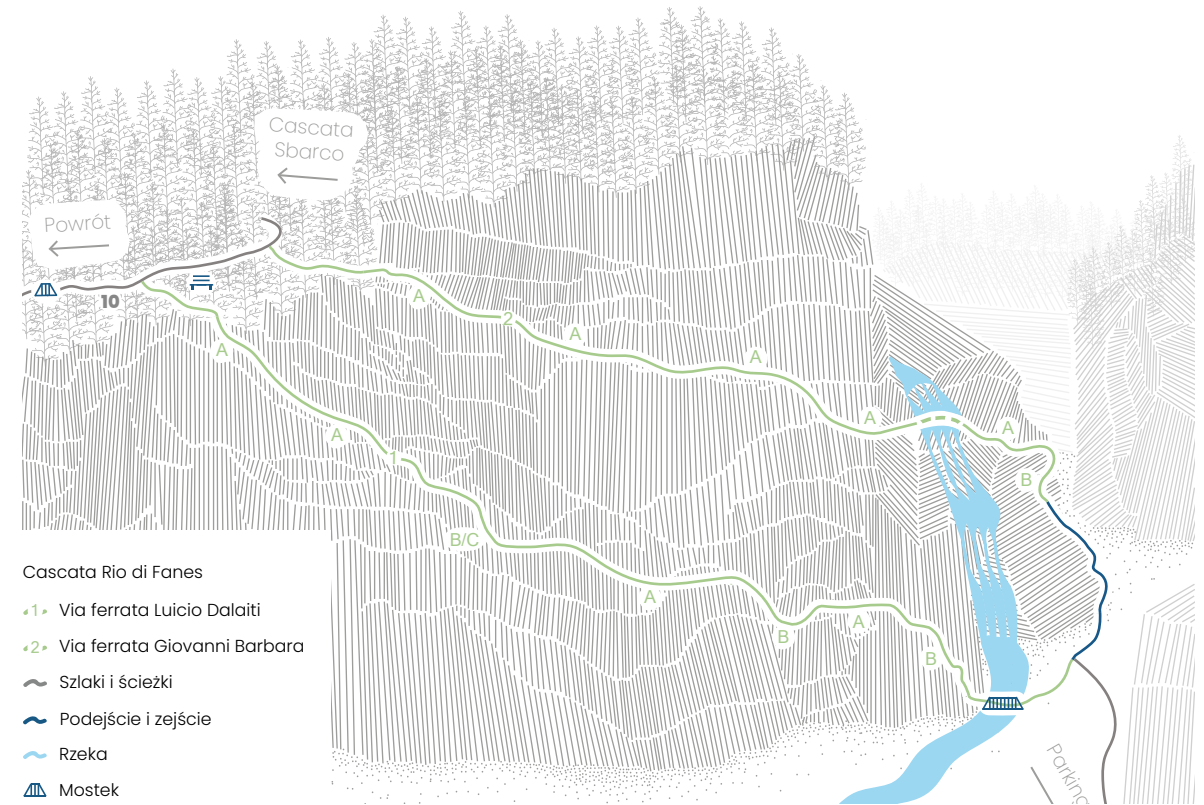 Cascata
Sbarco
Powrót
10
A
2
A
A
A
A
B
A
A
1
B/C
A
B
A
B
Cascata Rio di Fanes
1 Via ferrata Luicio Dalaiti
2 Via ferrata Giovanni Barbara
Szlaki i ścieżki
Podejście i zejście
Rzeka
Mostek
Parking